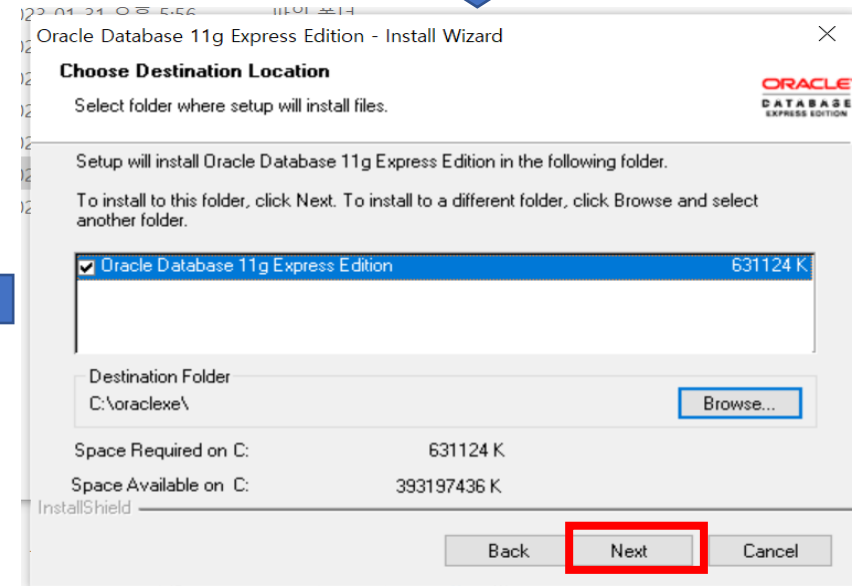 Oracle Database 11g Express Edition - Install Wizard
Choose Destination Location
Select folder where setup will install files.
ORACLE
DATABASE
EXPRESS EDITION
Setup will install Oracle Database 11g Express Edition in the following folder.
To install to this folder, click Next. To install to a different folder, click Browse and select
another folder.
Oracle Database 11g Express Edition 631124 K
Destination Folder
C:\oraclexe\ Browse...
Space Required on C: 631124 K
Space Available on C: 393197436 K
InstallShield
Back Next Cancel